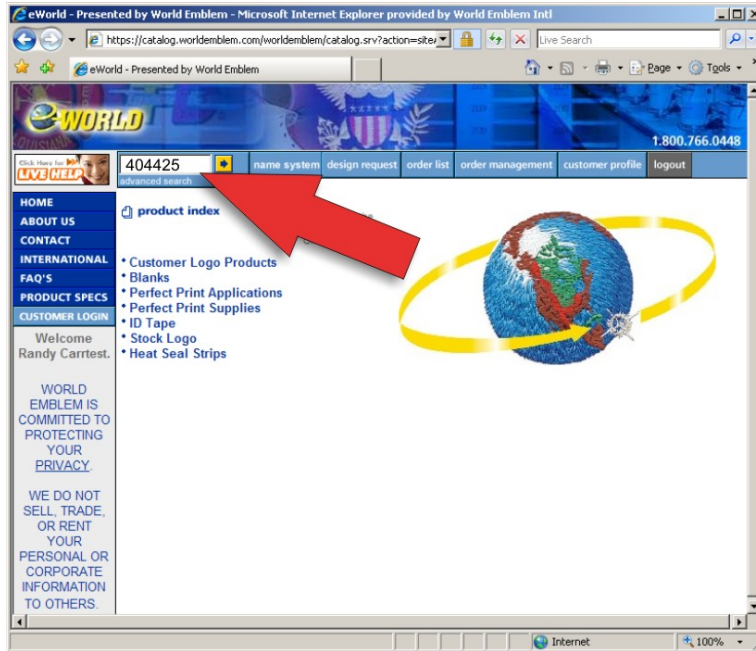 eWorld - Presented by World Emblem - Microsoft Internet Explorer provided by World Emblem Intl
https://catalog.worldemblem.com/worldemblem/catalog.srv?action=site
Live Search
eWorld - Presented by World Emblem
Page
Tools
e-WORLD
1.800.766.0448
Click Here for
LIVE HELP
404425
name system
design request
order list
order management
customer profile
logout
advanced search
HOME
ABOUT US
CONTACT
INTERNATIONAL
FAQ'S
PRODUCT SPECS
CUSTOMER LOGIN
Welcome
Randy Carrtest.
WORLD
EMBLEM IS
COMMITTED TO
PROTECTING
YOUR
PRIVACY.
WE DO NOT
SELL, TRADE,
OR RENT
YOUR
PERSONAL OR
CORPORATE
INFORMATION
TO OTHERS.
product index
• Customer Logo Products
• Blanks
• Perfect Print Applications
• Perfect Print Supplies
• ID Tape
• Stock Logo
• Heat Seal Strips
Internet
100%